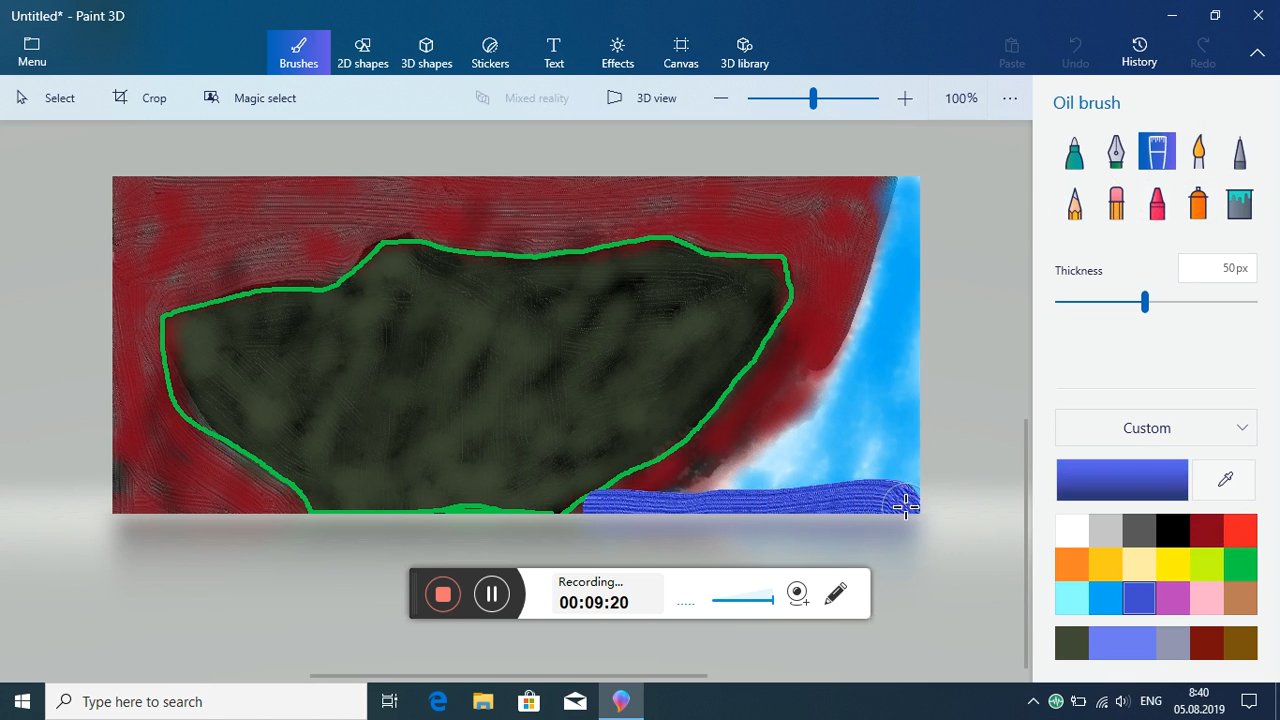 Untitled* - Paint 3D
Menu
Brushes
2D shapes
3D shapes
Stickers
Text
Effects
Canvas
3D library
Paste
Undo
History
Redo
Select
Crop
Magic select
Mixed reality
3D view
100%
Oil brush
Thickness
50px
Custom
Recording...
00:09:20
Type here to search
ENG
8:40
05.08.2019